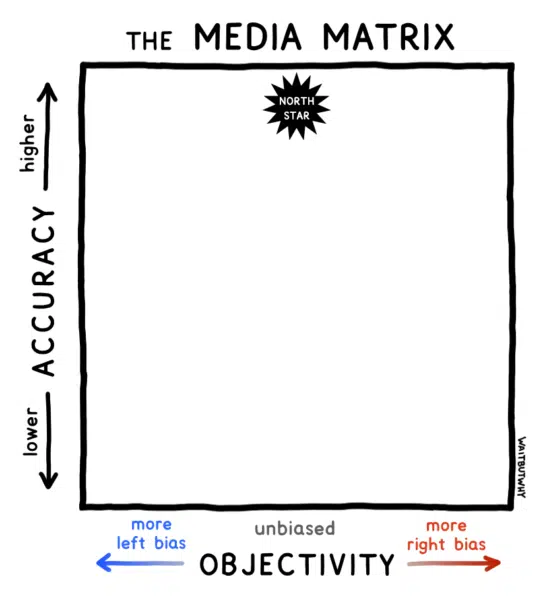 THE MEDIA MATRIX
NORTH
STAR
higher
ACCURACY
lower
WAITBUTWHY
more
left bias
unbiased
more
right bias
OBJECTIVITY